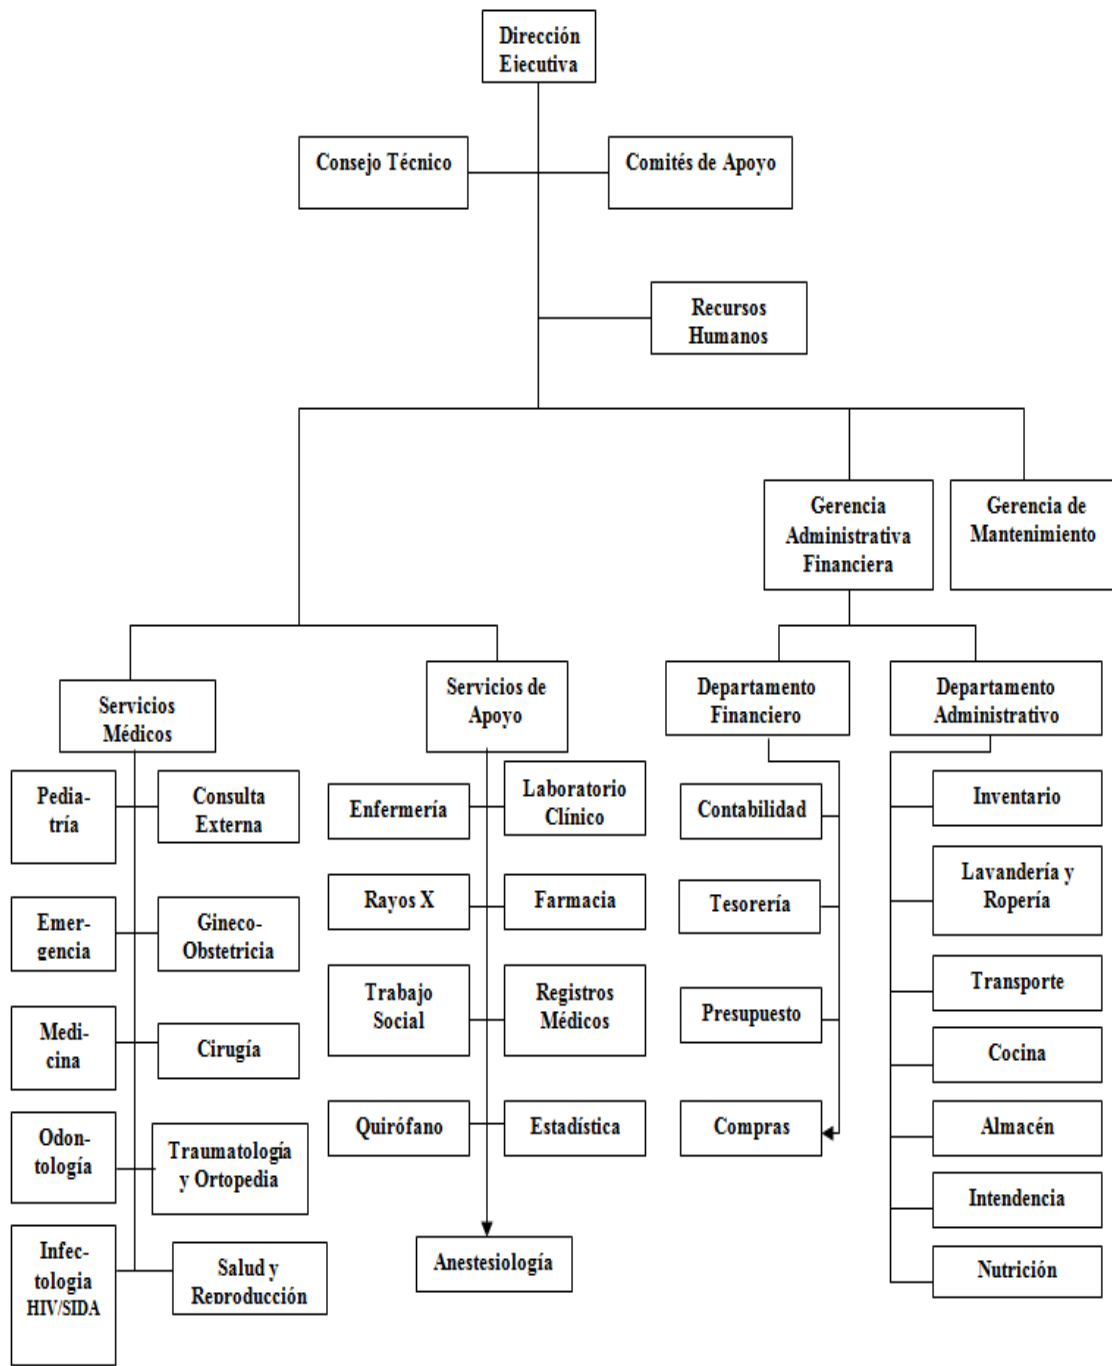 Dirección
Ejecutiva
Consejo Técnico
Comités de Apoyo
Recursos
Humanos
Gerencia
Administrativa
Financiera
Gerencia de
Mantenimiento
Servicios
Médicos
Servicios de
Apoyo
Departamento
Financiero
Departamento
Administrativo
Pedia-
tría
Consulta
Externa
Emer-
gencia
Gineco-
Obstetricia
Medi-
cina
Cirugía
Odon-
tología
Traumatología
y Ortopedia
Infec-
tologia
HIV/SIDA
Salud y
Reproducción
Enfermería
Laboratorio
Clínico
Rayos X
Farmacia
Trabajo
Social
Registros
Médicos
Quirófano
Estadística
Anestesiología
Contabilidad
Tesorería
Presupuesto
Compras
Inventario
Lavandería y
Ropería
Transporte
Cocina
Almacén
Intendencia
Nutrición